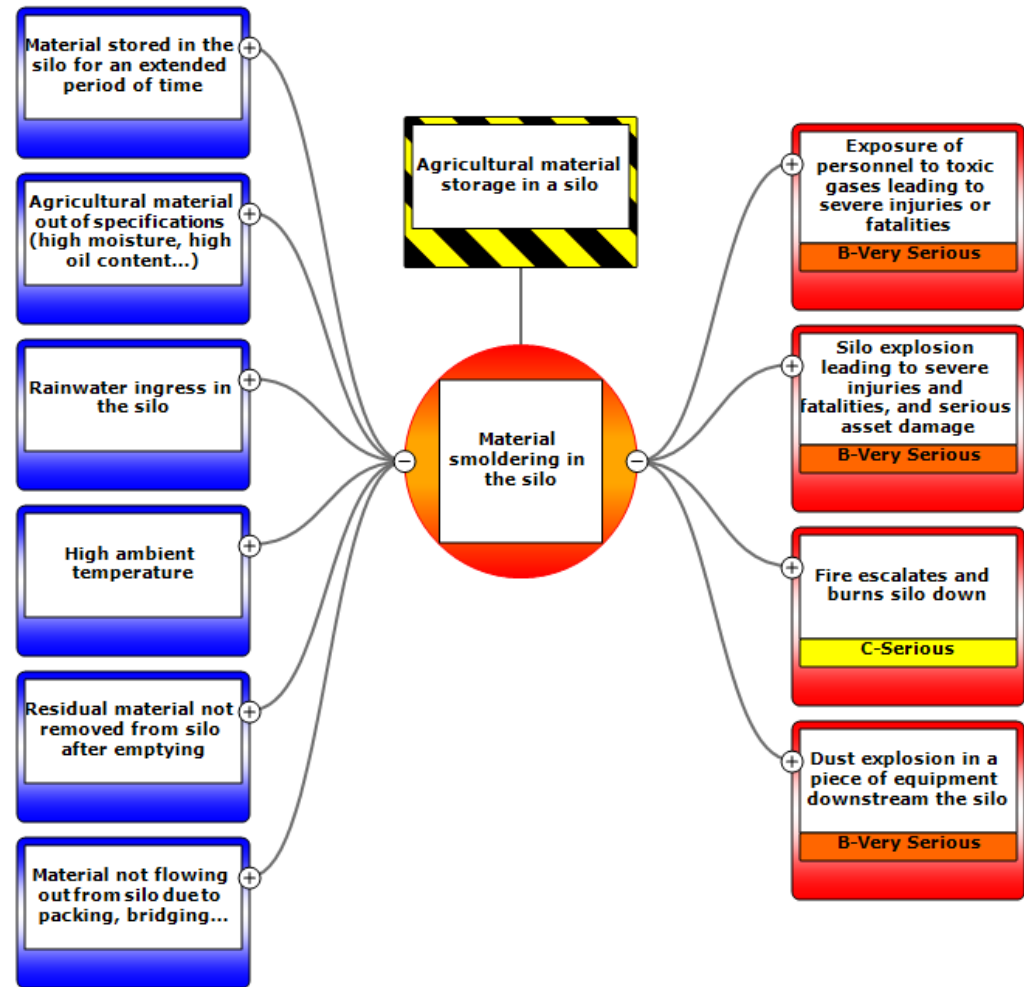 Material stored in the
silo for an extended
period of time
Agricultural material
out of specifications
(high moisture, high
oil content...)
Rainwater ingress in
the silo
High ambient
temperature
Residual material not
removed from silo
after emptying
Material not flowing
out from silo due to
packing, bridging...
Agricultural material
storage in a silo
Material
smoldering in
the silo
Exposure of
personnel to toxic
gases leading to
severe injuries or
fatalities
B-Very Serious
Silo explosion
leading to severe
injuries and
fatalities, and serious
asset damage
B-Very Serious
Fire escalates and
burns silo down
C-Serious
Dust explosion in a
piece of equipment
downstream the silo
B-Very Serious